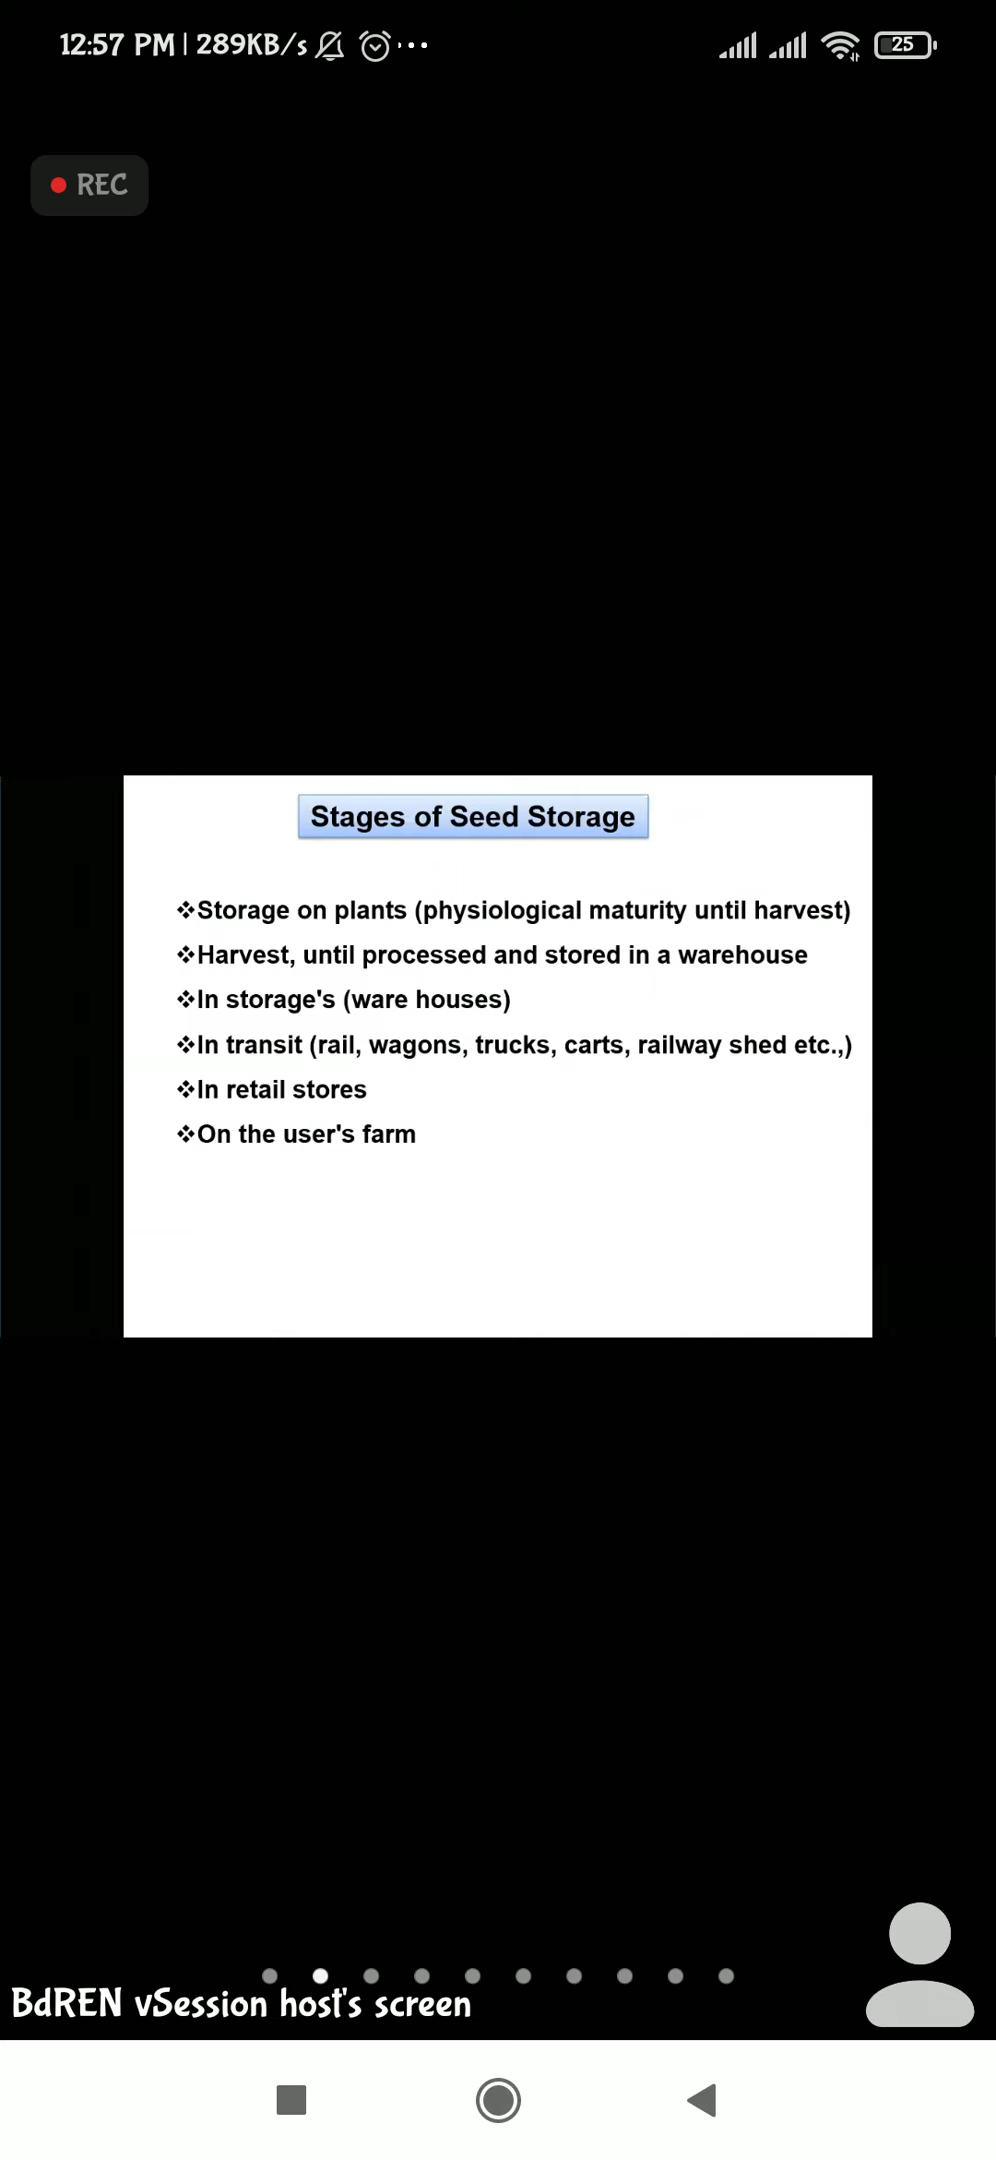 12:57 PM | 289KB/s ... 25
REC
Stages of Seed Storage
❖Storage on plants (physiological maturity until harvest)
❖Harvest, until processed and stored in a warehouse
❖In storage's (ware houses)
❖In transit (rail, wagons, trucks, carts, railway shed etc.,)
❖In retail stores
❖On the user's farm
BdREN vSession host's screen